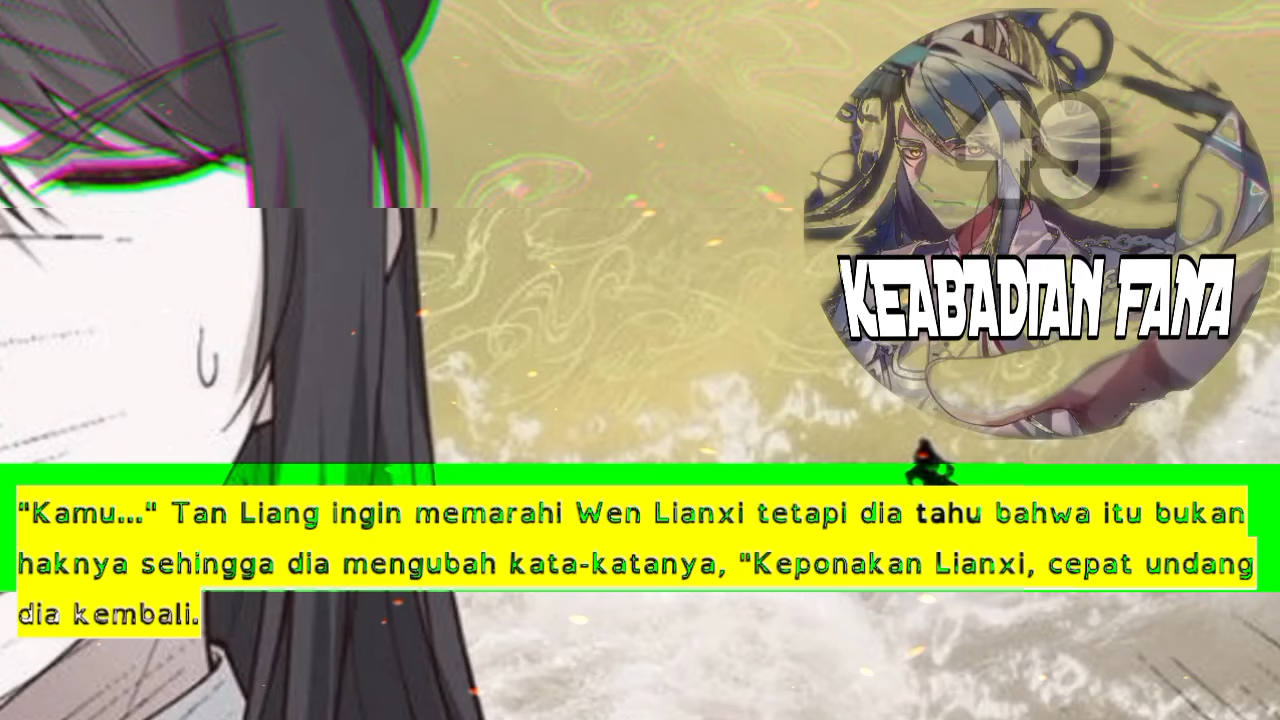 49
KEABADIAN FANA
"Kamu..." Tan Liang ingin memarahi Wen Lianxi tetapi dia tahu bahwa itu bukan
haknya sehingga dia mengubah kata-katanya, "Keponakan Lianxi, cepat undang
dia kembali.